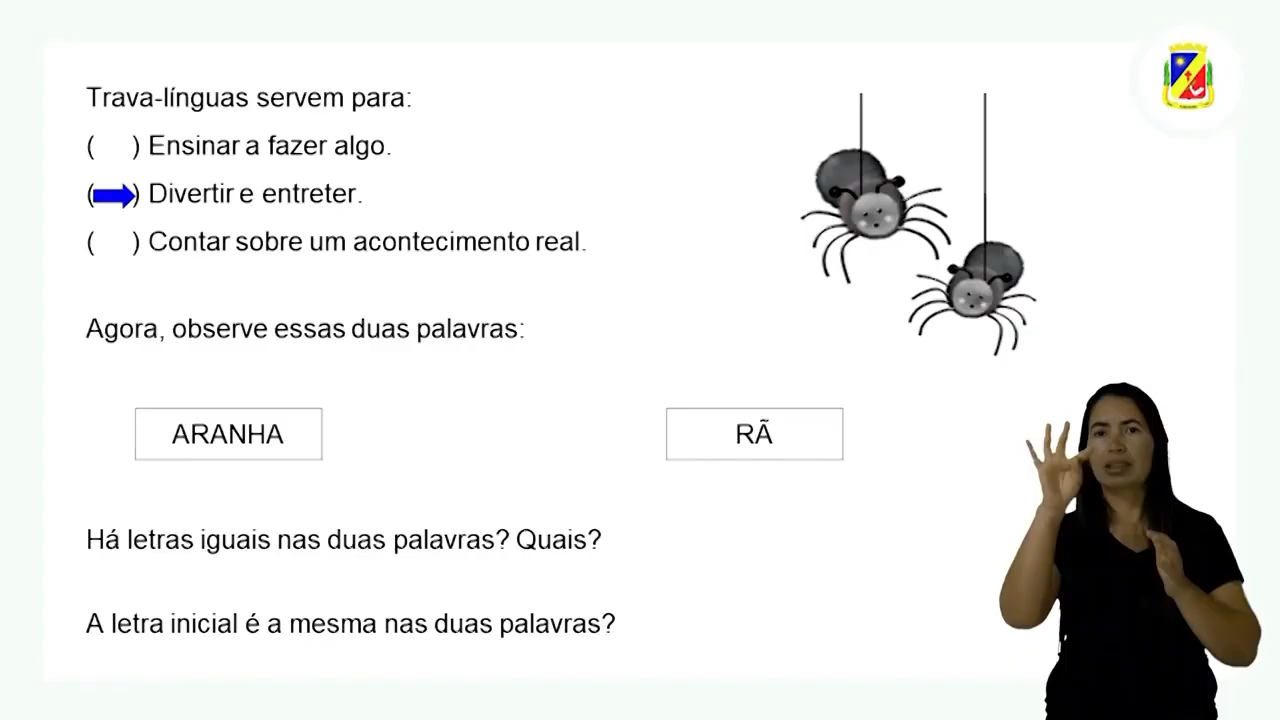 Trava-línguas servem para:
( ) Ensinar a fazer algo.
( ) Divertir e entreter.
( ) Contar sobre um acontecimento real.
Agora, observe essas duas palavras:
ARANHA
RÃ
Há letras iguais nas duas palavras? Quais?
A letra inicial é a mesma nas duas palavras?